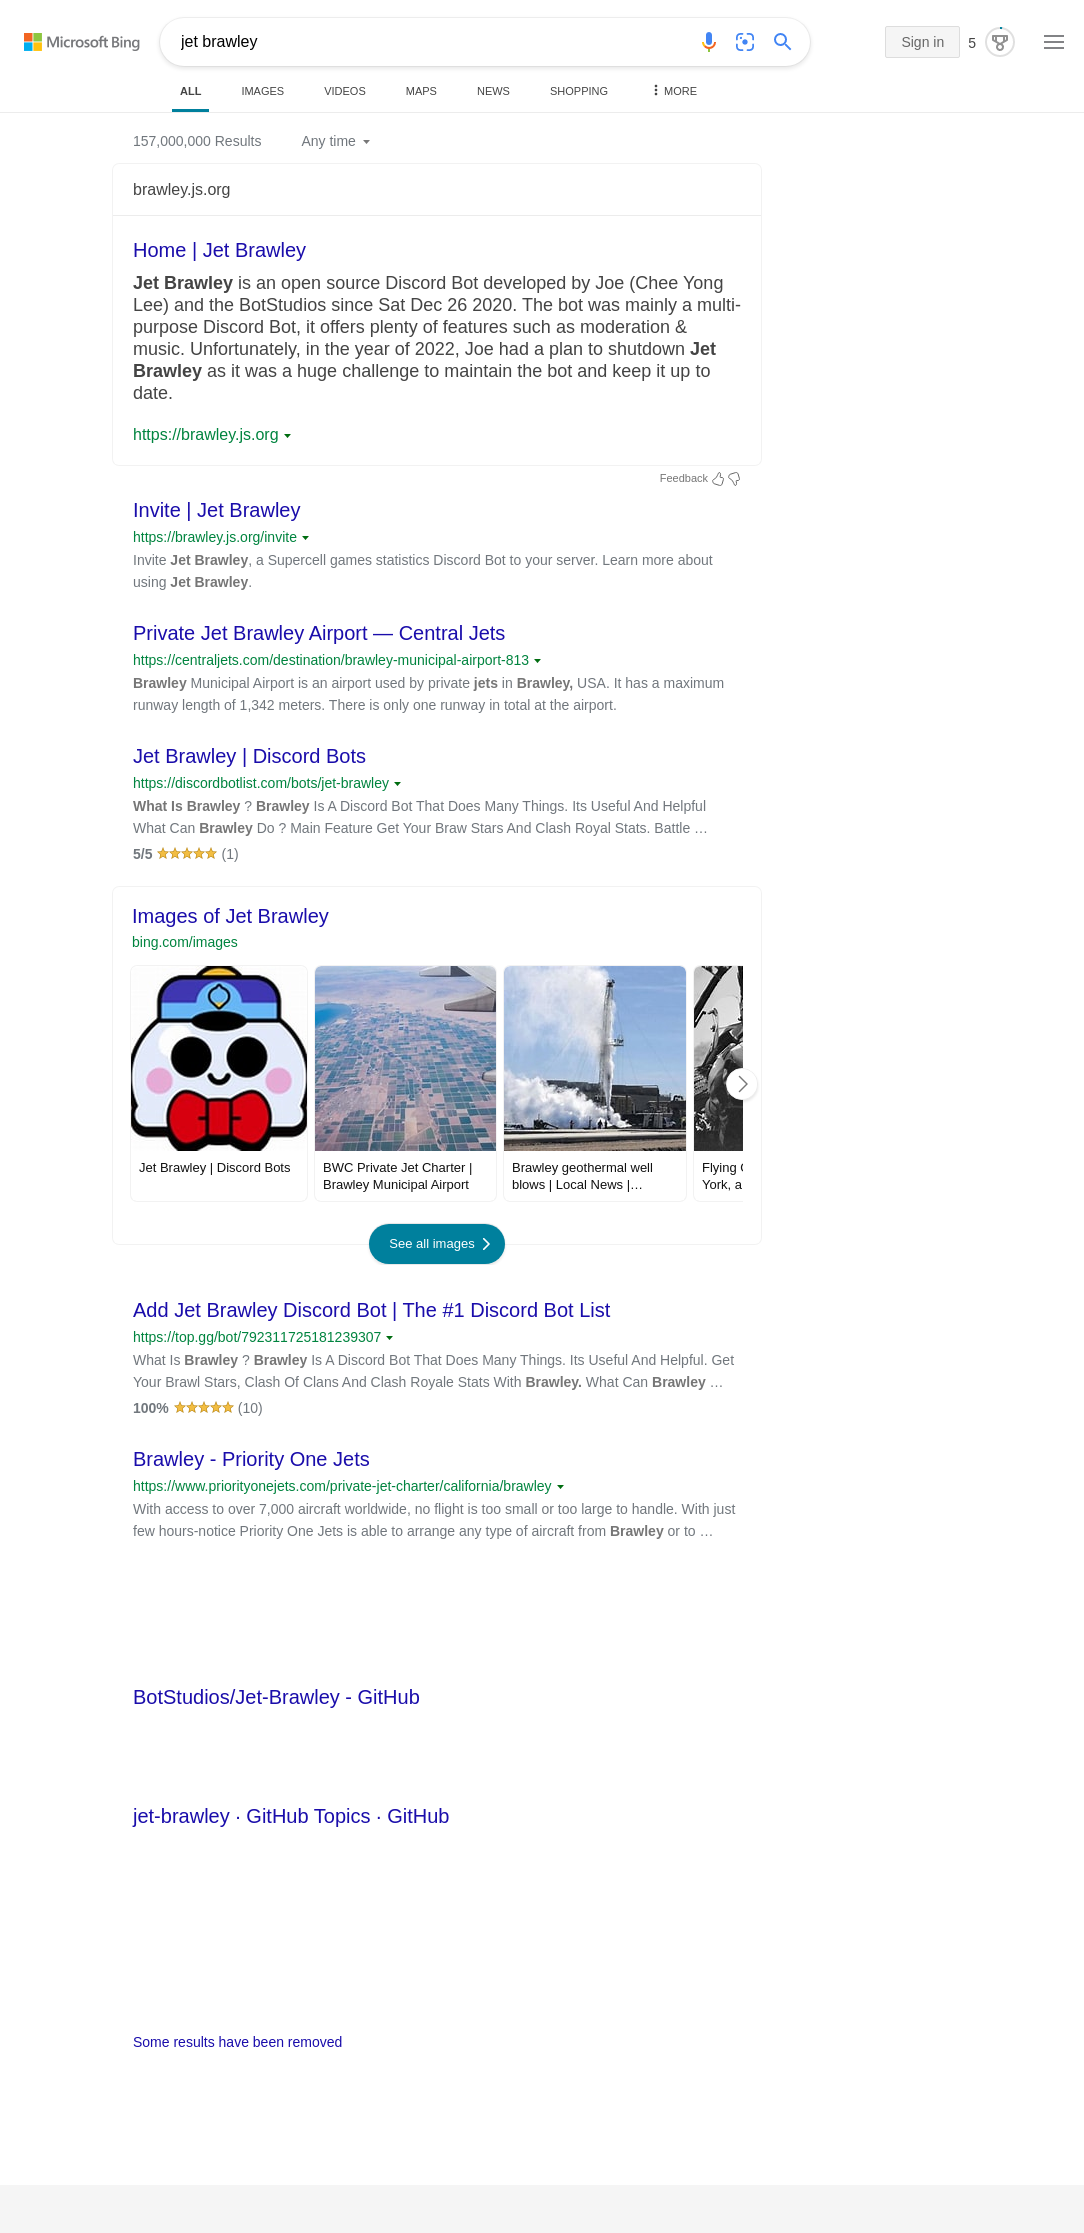 Microsoft Bing
jet brawley
Sign in
5
ALL
IMAGES
VIDEOS
MAPS
NEWS
SHOPPING
MORE
157,000,000 Results
Any time
brawley.js.org
Home | Jet Brawley
Jet Brawley is an open source Discord Bot developed by Joe (Chee Yong
Lee) and the BotStudios since Sat Dec 26 2020. The bot was mainly a multi-
purpose Discord Bot, it offers plenty of features such as moderation &
music. Unfortunately, in the year of 2022, Joe had a plan to shutdown Jet
Brawley as it was a huge challenge to maintain the bot and keep it up to
date.
https://brawley.js.org
Feedback
Invite | Jet Brawley
https://brawley.js.org/invite
Invite Jet Brawley, a Supercell games statistics Discord Bot to your server. Learn more about
using Jet Brawley.
Private Jet Brawley Airport — Central Jets
https://centraljets.com/destination/brawley-municipal-airport-813
Brawley Municipal Airport is an airport used by private jets in Brawley, USA. It has a maximum
runway length of 1,342 meters. There is only one runway in total at the airport.
Jet Brawley | Discord Bots
https://discordbotlist.com/bots/jet-brawley
What Is Brawley ? Brawley Is A Discord Bot That Does Many Things. Its Useful And Helpful
What Can Brawley Do ? Main Feature Get Your Braw Stars And Clash Royal Stats. Battle …
5/5 (1)
Images of Jet Brawley
bing.com/images
Jet Brawley | Discord Bots
BWC Private Jet Charter |
Brawley Municipal Airport
Brawley geothermal well
blows | Local News |…
Flying
York, a
See all images
Add Jet Brawley Discord Bot | The #1 Discord Bot List
https://top.gg/bot/792311725181239307
What Is Brawley ? Brawley Is A Discord Bot That Does Many Things. Its Useful And Helpful. Get
Your Brawl Stars, Clash Of Clans And Clash Royale Stats With Brawley. What Can Brawley …
100% (10)
Brawley - Priority One Jets
https://www.priorityonejets.com/private-jet-charter/california/brawley
With access to over 7,000 aircraft worldwide, no flight is too small or too large to handle. With just
few hours-notice Priority One Jets is able to arrange any type of aircraft from Brawley or to …
BotStudios/Jet-Brawley - GitHub
jet-brawley · GitHub Topics · GitHub
Some results have been removed